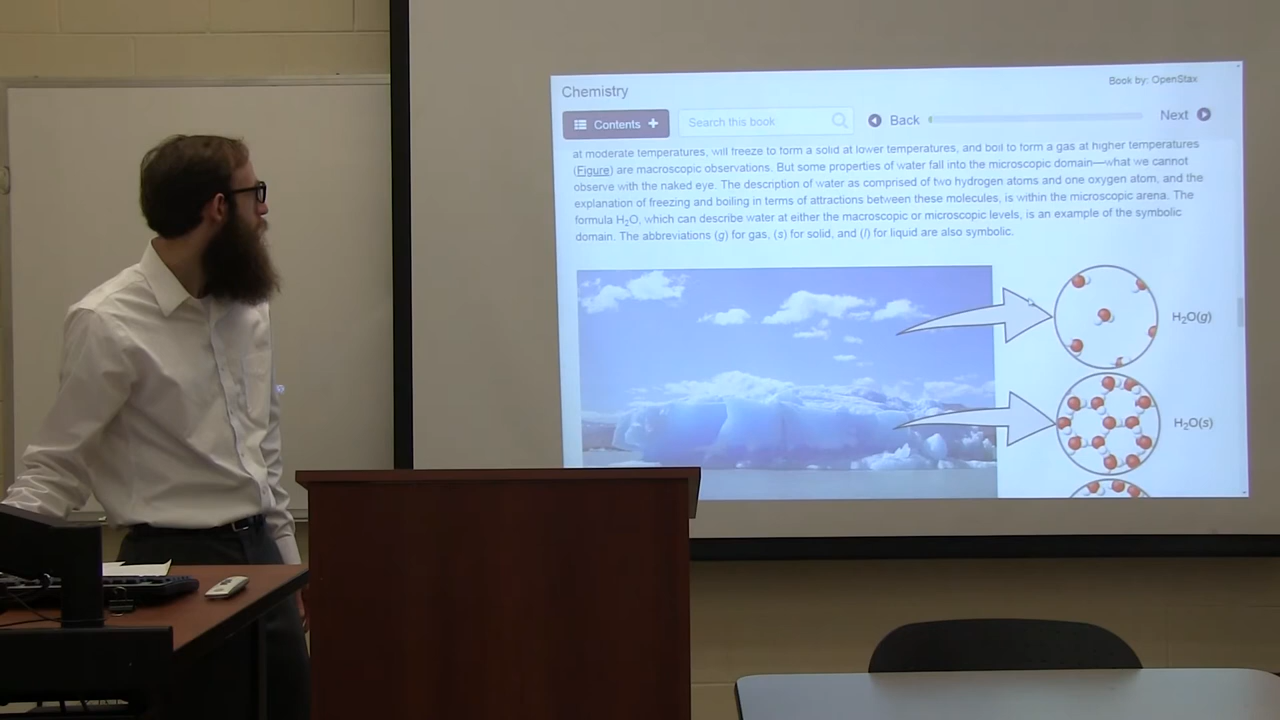 Book by: OpenStax
Chemistry
Contents +
Search this book
Back
Next
at moderate temperatures, will freeze to form a solid at lower temperatures, and boil to form a gas at higher temperatures
(Figure) are macroscopic observations. But some properties of water fall into the microscopic domain—what we cannot
observe with the naked eye. The description of water as comprised of two hydrogen atoms and one oxygen atom, and the
explanation of freezing and boiling in terms of attractions between these molecules, is within the microscopic arena. The
formula H₂O, which can describe water at either the macroscopic or microscopic levels, is an example of the symbolic
domain. The abbreviations (g) for gas, (s) for solid, and (l) for liquid are also symbolic.
H₂O(g)
H₂O(s)